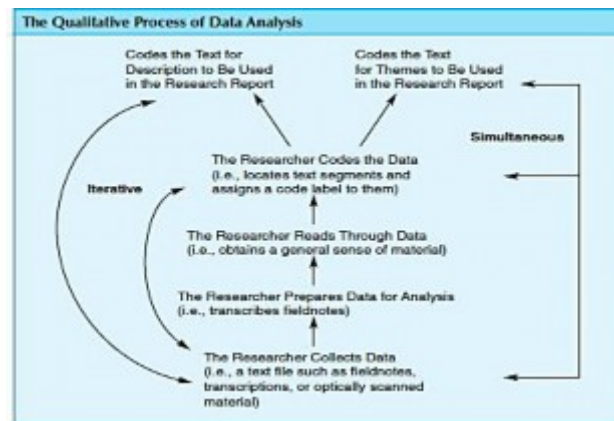 The Qualitative Process of Data Analysis
Codes the Text for
Description to Be Used
in the Research Report
Codes the Text
for Themes to Be Used
in the Research Report
Simultaneous
The Researcher Codes the Data
(i.e., locates text segments and
assigns a code label to them)
Iterative
The Researcher Reads Through Data
(i.e., obtains a general sense of material)
The Researcher Prepares Data for Analysis
(i.e., transcribes fieldnotes)
The Researcher Collects Data
(i.e., a text file such as fieldnotes,
transcriptions, or optically scanned
material)